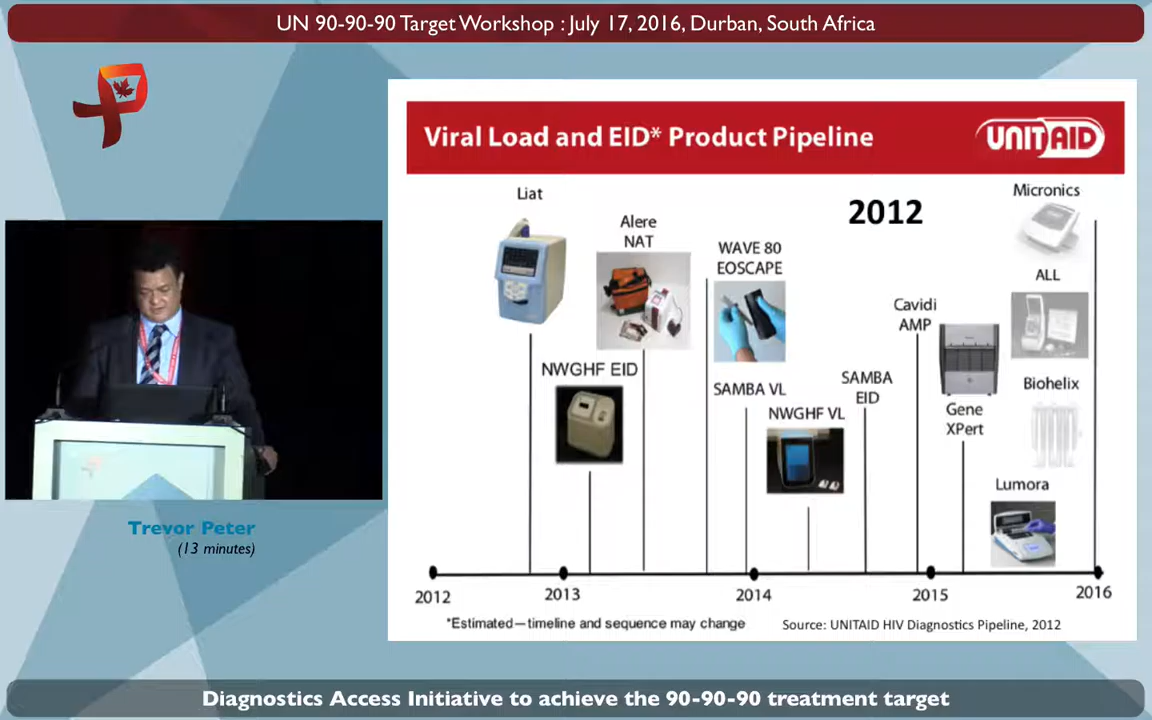 UN 90-90-90 Target Workshop : July 17, 2016, Durban, South Africa
Viral Load and EID* Product Pipeline
UNITAID
2012
Liat
Alere
NAT
WAVE 80
EOSCAPE
Micronics
ALL
Cavidi
AMP
NWGHF EID
SAMBA VL
SAMBA
EID
NWGHF VL
Gene
XPert
Biohelix
Lumora
2012
2013
2014
2015
2016
*Estimated—timeline and sequence may change
Source: UNITAID HIV Diagnostics Pipeline, 2012
Trevor Peter
(13 minutes)
Diagnostics Access Initiative to achieve the 90-90-90 treatment target